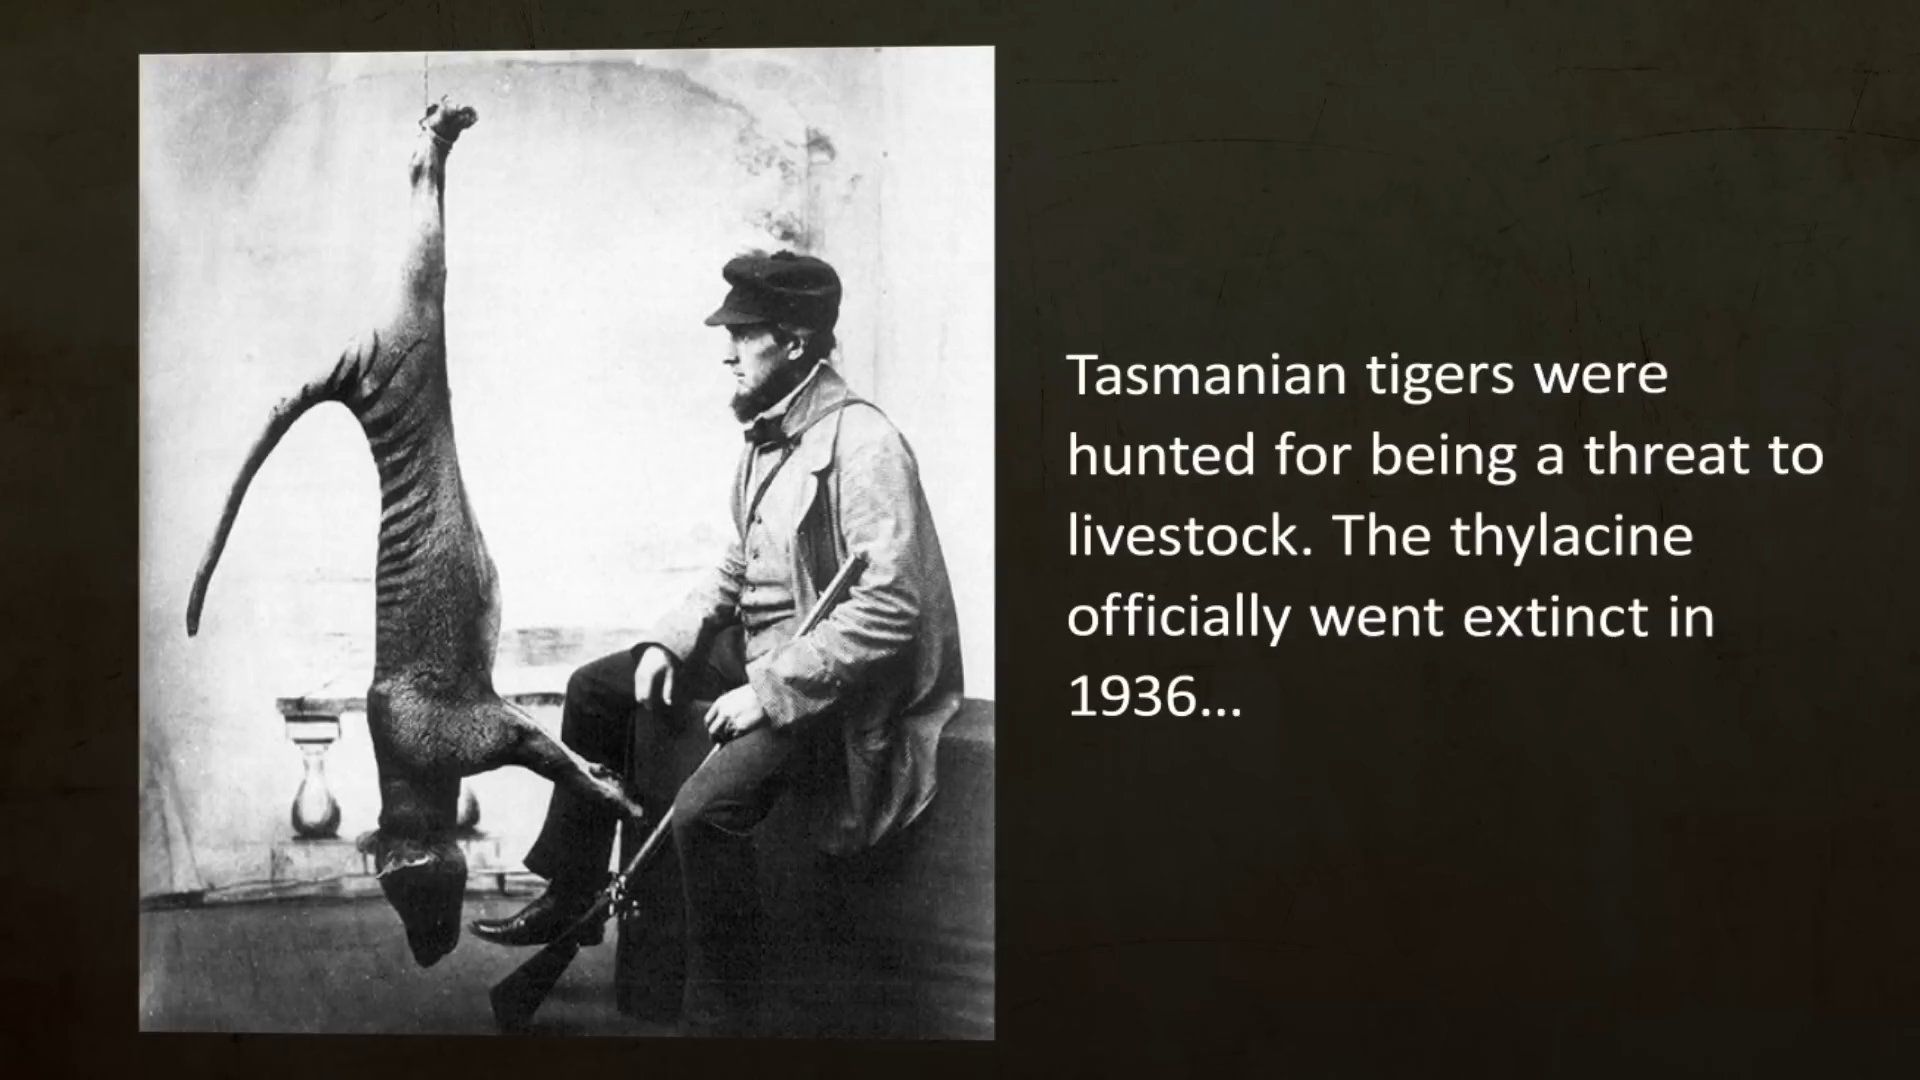 Tasmanian tigers were
hunted for being a threat to
livestock. The thylacine
officially went extinct in
1936...